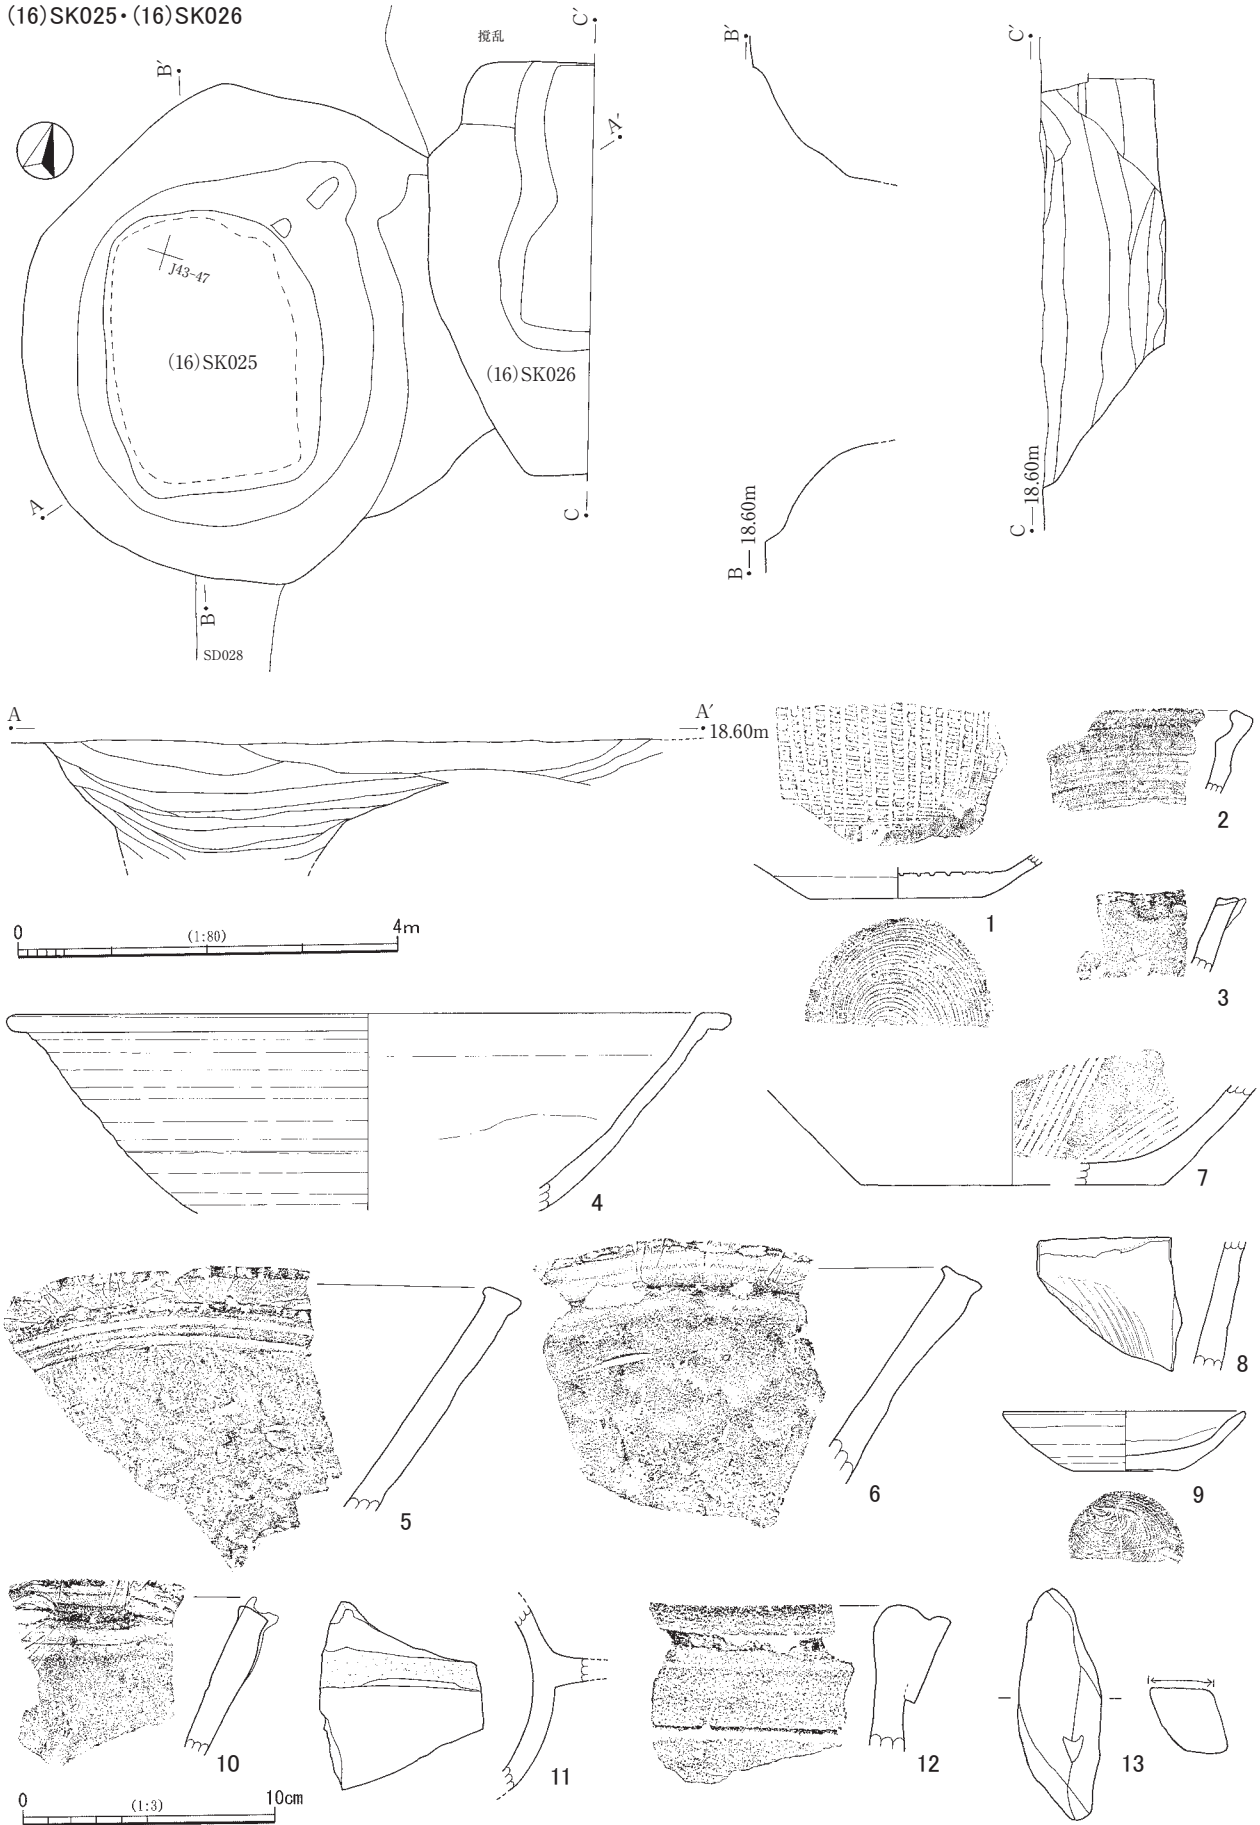 (16)SK025・(16)SK026
C'
撹乱
B'
A'
J43-47
(16)SK025
(16)SK026
A
C
B
SD028
B'
C'
B 18.60m
C 18.60m
A
A'
18.60m
0
(1:80)
4m
1
2
3
4
5
6
7
8
9
10
11
12
13
0
(1:3)
10cm